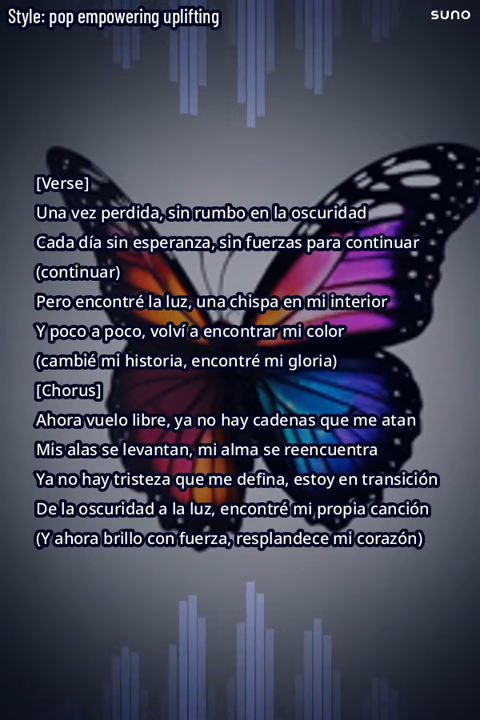 Style: pop empowering uplifting
suno
[Verse]
Una vez perdida, sin rumbo en la oscuridad
Cada día sin esperanza, sin fuerzas para continuar
(continuar)
Pero encontré la luz, una chispa en mi interior
Y poco a poco, volví a encontrar mi color
(cambié mi historia, encontré mi gloria)
[Chorus]
Ahora vuelo libre, ya no hay cadenas que me atan
Mis alas se levantan, mi alma se reencuentra
Ya no hay tristeza que me defina, estoy en transición
De la oscuridad a la luz, encontré mi propia canción
(Y ahora brillo con fuerza, resplandece mi corazón)